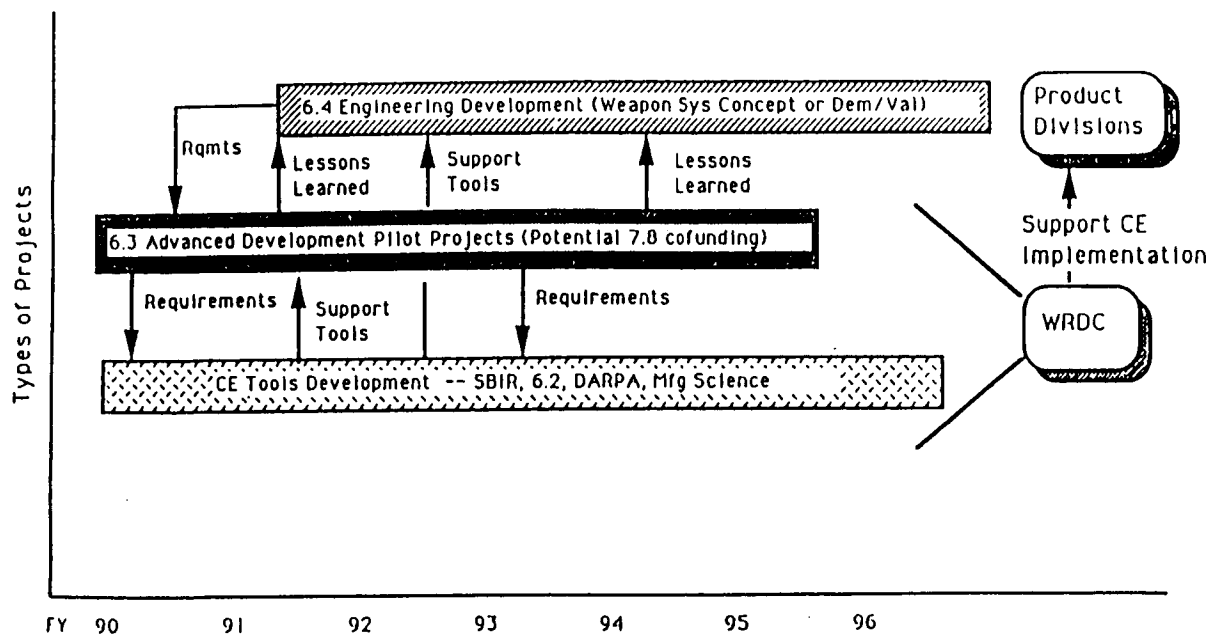 6.4 Engineering Development (Weapon Sys Concept or Dem/Val)
Product
Divisions
Rqmts
Lessons
Learned
Support
Tools
Lessons
Learned
6.3 Advanced Development Pilot Projects (Potential 7.8 cofunding)
Support CE
Implementation
Requirements
Support
Tools
Requirements
WRDC
CE Tools Development -- SBIR, 6.2, DARPA, Mfg Science
Types of Projects
FY 90 91 92 93 94 95 96